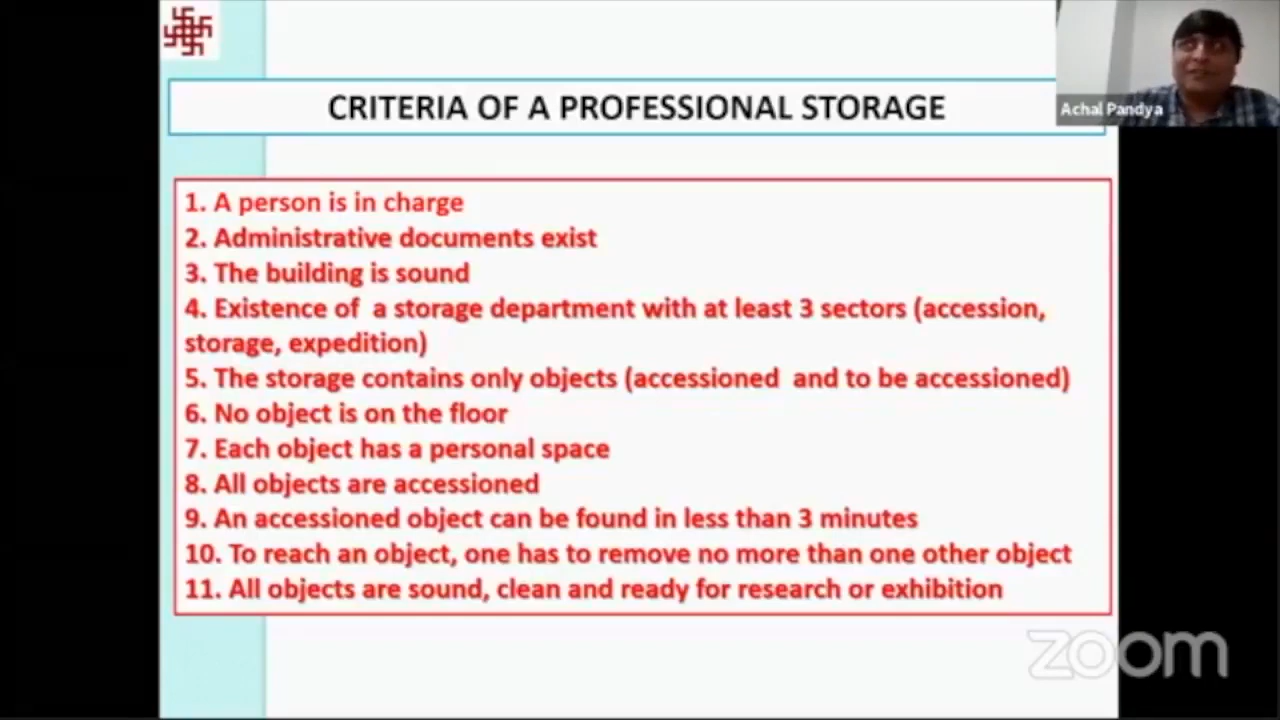 CRITERIA OF A PROFESSIONAL STORAGE
Achal Pandya
1. A person is in charge
2. Administrative documents exist
3. The building is sound
4. Existence of a storage department with at least 3 sectors (accession,
storage, expedition)
5. The storage contains only objects (accessioned and to be accessioned)
6. No object is on the floor
7. Each object has a personal space
8. All objects are accessioned
9. An accessioned object can be found in less than 3 minutes
10. To reach an object, one has to remove no more than one other object
11. All objects are sound, clean and ready for research or exhibition
zoom